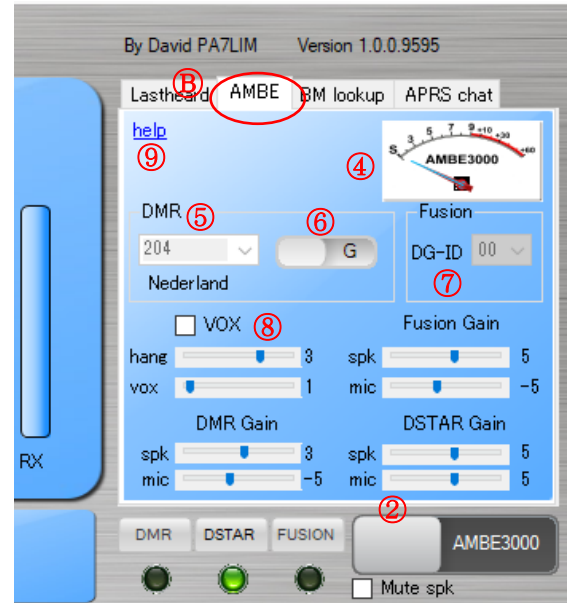 By David PA7LIM Version 1.0.0.9595
Ⓑ
Lastheard AMBE BM lookup APRS chat
help
⑨
④
S 3 5 7 9 +10 +20 +60
AMBE3000
DMR ⑤
⑥
Fusion
204
G
DG-ID 00
Nederland
⑦
VOX ⑧
Fusion Gain
hang 3 spk 5
vox 1 mic -5
DMR Gain DSTAR Gain
spk 3 spk 5
mic -5 mic 5
RX
②
DMR DSTAR FUSION
AMBE3000
Mute spk